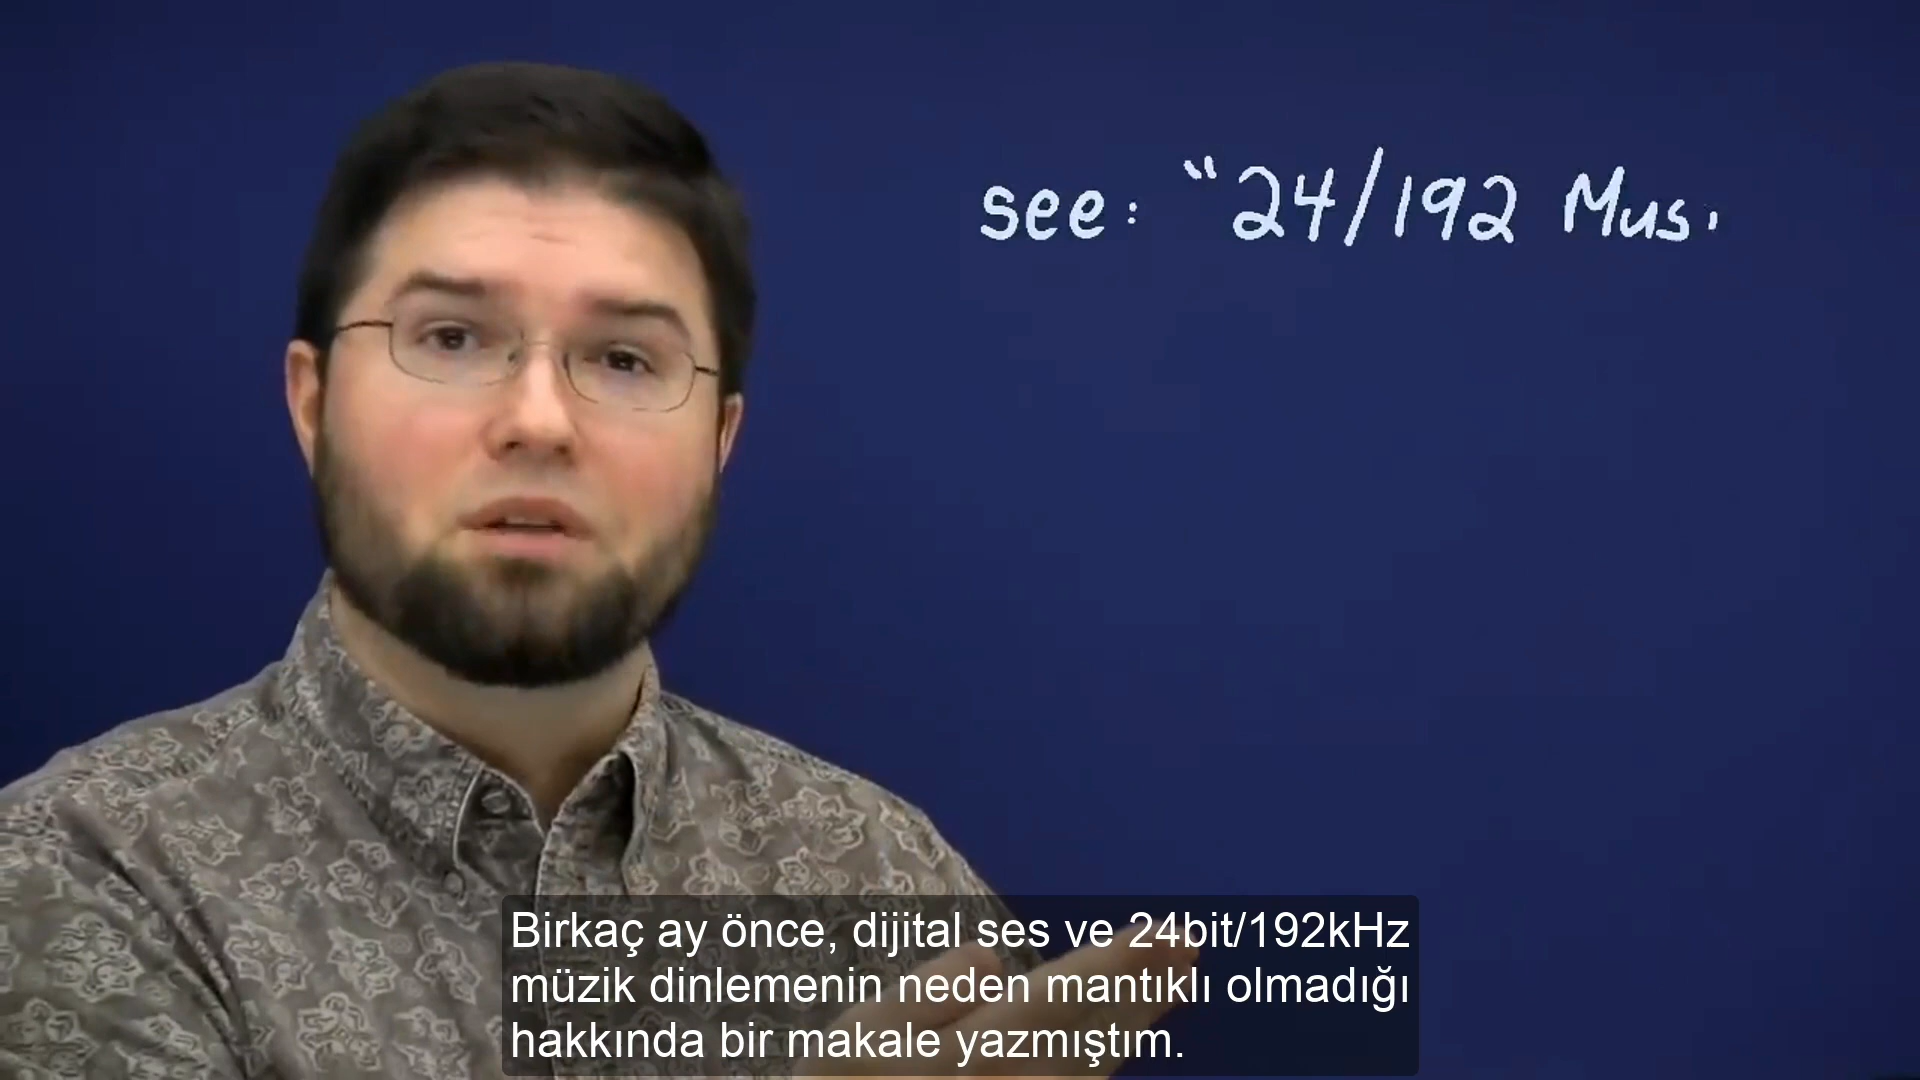 see: “24/192 Mus
Birkaç ay önce, dijital ses ve 24bit/192kHz
müzik dinlemenin neden mantıklı olmadığı
hakkında bir makale yazmıştım.